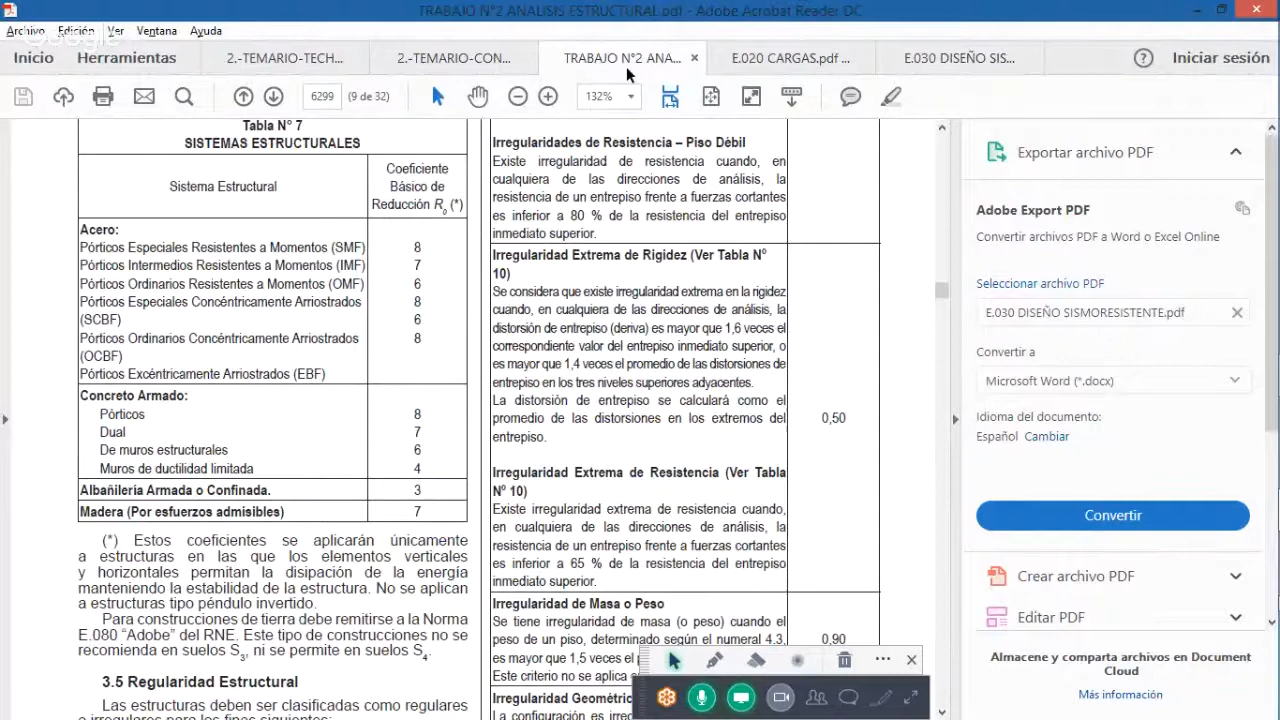 TRABAJO N°2 ANALISIS ESTRUCTURAL.pdf - Adobe Acrobat Reader DC
Archivo Edición Ver Ventana Ayuda
Google
Inicio Herramientas 2.-TEMARIO-TECH... 2.-TEMARIO-CON... TRABAJO N°2 ANA... × E.020 CARGAS.pdf ... E.030 DISEÑO SIS... Iniciar sesión
6299 (9 de 32) 132%
Tabla N° 7
SISTEMAS ESTRUCTURALES
Sistema Estructural
Coeficiente
Básico de
Reducción R0 (*)
Acero:
Pórticos Especiales Resistentes a Momentos (SMF) 8
Pórticos Intermedios Resistentes a Momentos (IMF) 7
Pórticos Ordinarios Resistentes a Momentos (OMF) 6
Pórticos Especiales Concéntricamente Arriostrados 8
(SCBF) 6
Pórticos Ordinarios Concéntricamente Arriostrados 8
(OCBF)
Pórticos Excéntricamente Arriostrados (EBF)
Concreto Armado:
Pórticos 8
Dual 7
De muros estructurales 6
Muros de ductilidad limitada 4
Albañilería Armada o Confinada. 3
Madera (Por esfuerzos admisibles) 7
(*) Estos coeficientes se aplicarán únicamente
a estructuras en las que los elementos verticales
y horizontales permitan la disipación de la energía
manteniendo la estabilidad de la estructura. No se aplican
a estructuras tipo péndulo invertido.
Para construcciones de tierra debe remitirse a la Norma
E.080 “Adobe” del RNE. Este tipo de construcciones no se
recomienda en suelos S3, ni se permite en suelos S4.
3.5 Regularidad Estructural
Las estructuras deben ser clasificadas como regulares
o irregulares para los fines siguientes:
Irregularidades de Resistencia – Piso Débil
Existe irregularidad de resistencia cuando, en
cualquiera de las direcciones de análisis, la
resistencia de un entrepiso frente a fuerzas cortantes
es inferior a 80 % de la resistencia del entrepiso
inmediato superior.
Irregularidad Extrema de Rigidez (Ver Tabla N°
10)
Se considera que existe irregularidad extrema en la rigidez
cuando, en cualquiera de las direcciones de análisis, la
distorsión de entrepiso (deriva) es mayor que 1,6 veces el
correspondiente valor del entrepiso inmediato superior, o
es mayor que 1,4 veces el promedio de las distorsiones de
entrepiso en los tres niveles superiores adyacentes.
La distorsión de entrepiso se calculará como el
promedio de las distorsiones en los extremos del 0,50
entrepiso.
Irregularidad Extrema de Resistencia (Ver Tabla
Nº 10)
Existe irregularidad extrema de resistencia cuando,
en cualquiera de las direcciones de análisis, la
resistencia de un entrepiso frente a fuerzas cortantes
es inferior a 65 % de la resistencia del entrepiso
inmediato superior.
Irregularidad de Masa o Peso
Se tiene irregularidad de masa (o peso) cuando el
peso de un piso, determinado según el numeral 4.3, 0,90
es mayor que 1,5 veces el
Este criterio no se aplica
Irregularidad Geométric
La configuración es irreg
Exportar archivo PDF
Adobe Export PDF
Convertir archivos PDF a Word o Excel Online
Seleccionar archivo PDF
E.030 DISEÑO SISMORESISTENTE.pdf
Convertir a
Microsoft Word (*.docx)
Idioma del documento:
Español Cambiar
Convertir
Crear archivo PDF
Editar PDF
Almacene y comparta archivos en Document
Cloud
Más información